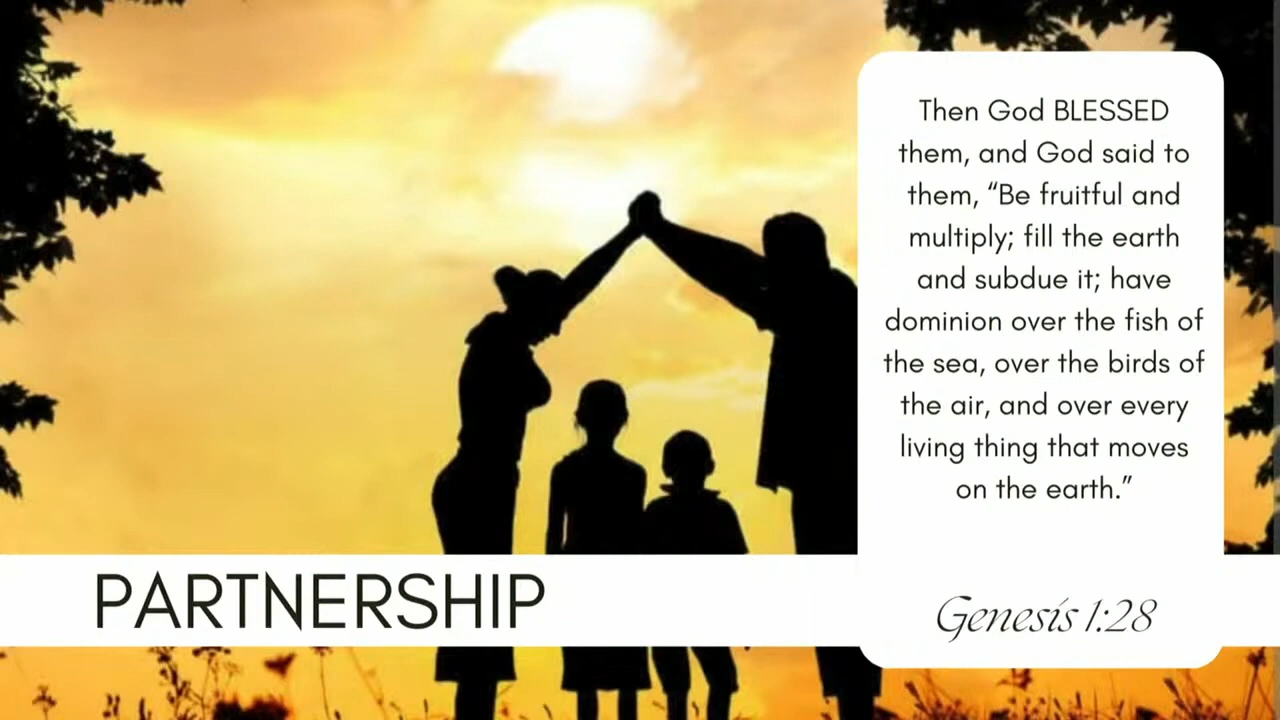 Then God BLESSED
them, and God said to
them, “Be fruitful and
multiply; fill the earth
and subdue it; have
dominion over the fish of
the sea, over the birds of
the air, and over every
living thing that moves
on the earth.”
PARTNERSHIP
Genesis 1:28